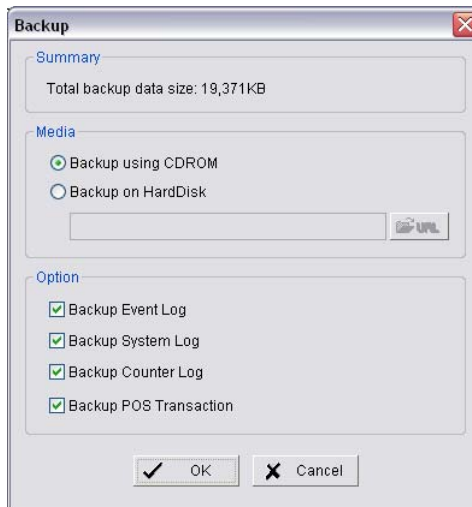 Backup
Summary
Total backup data size: 19,371KB
Media
Backup using CDROM
Backup on HardDisk
URL
Option
Backup Event Log
Backup System Log
Backup Counter Log
Backup POS Transaction
OK
Cancel